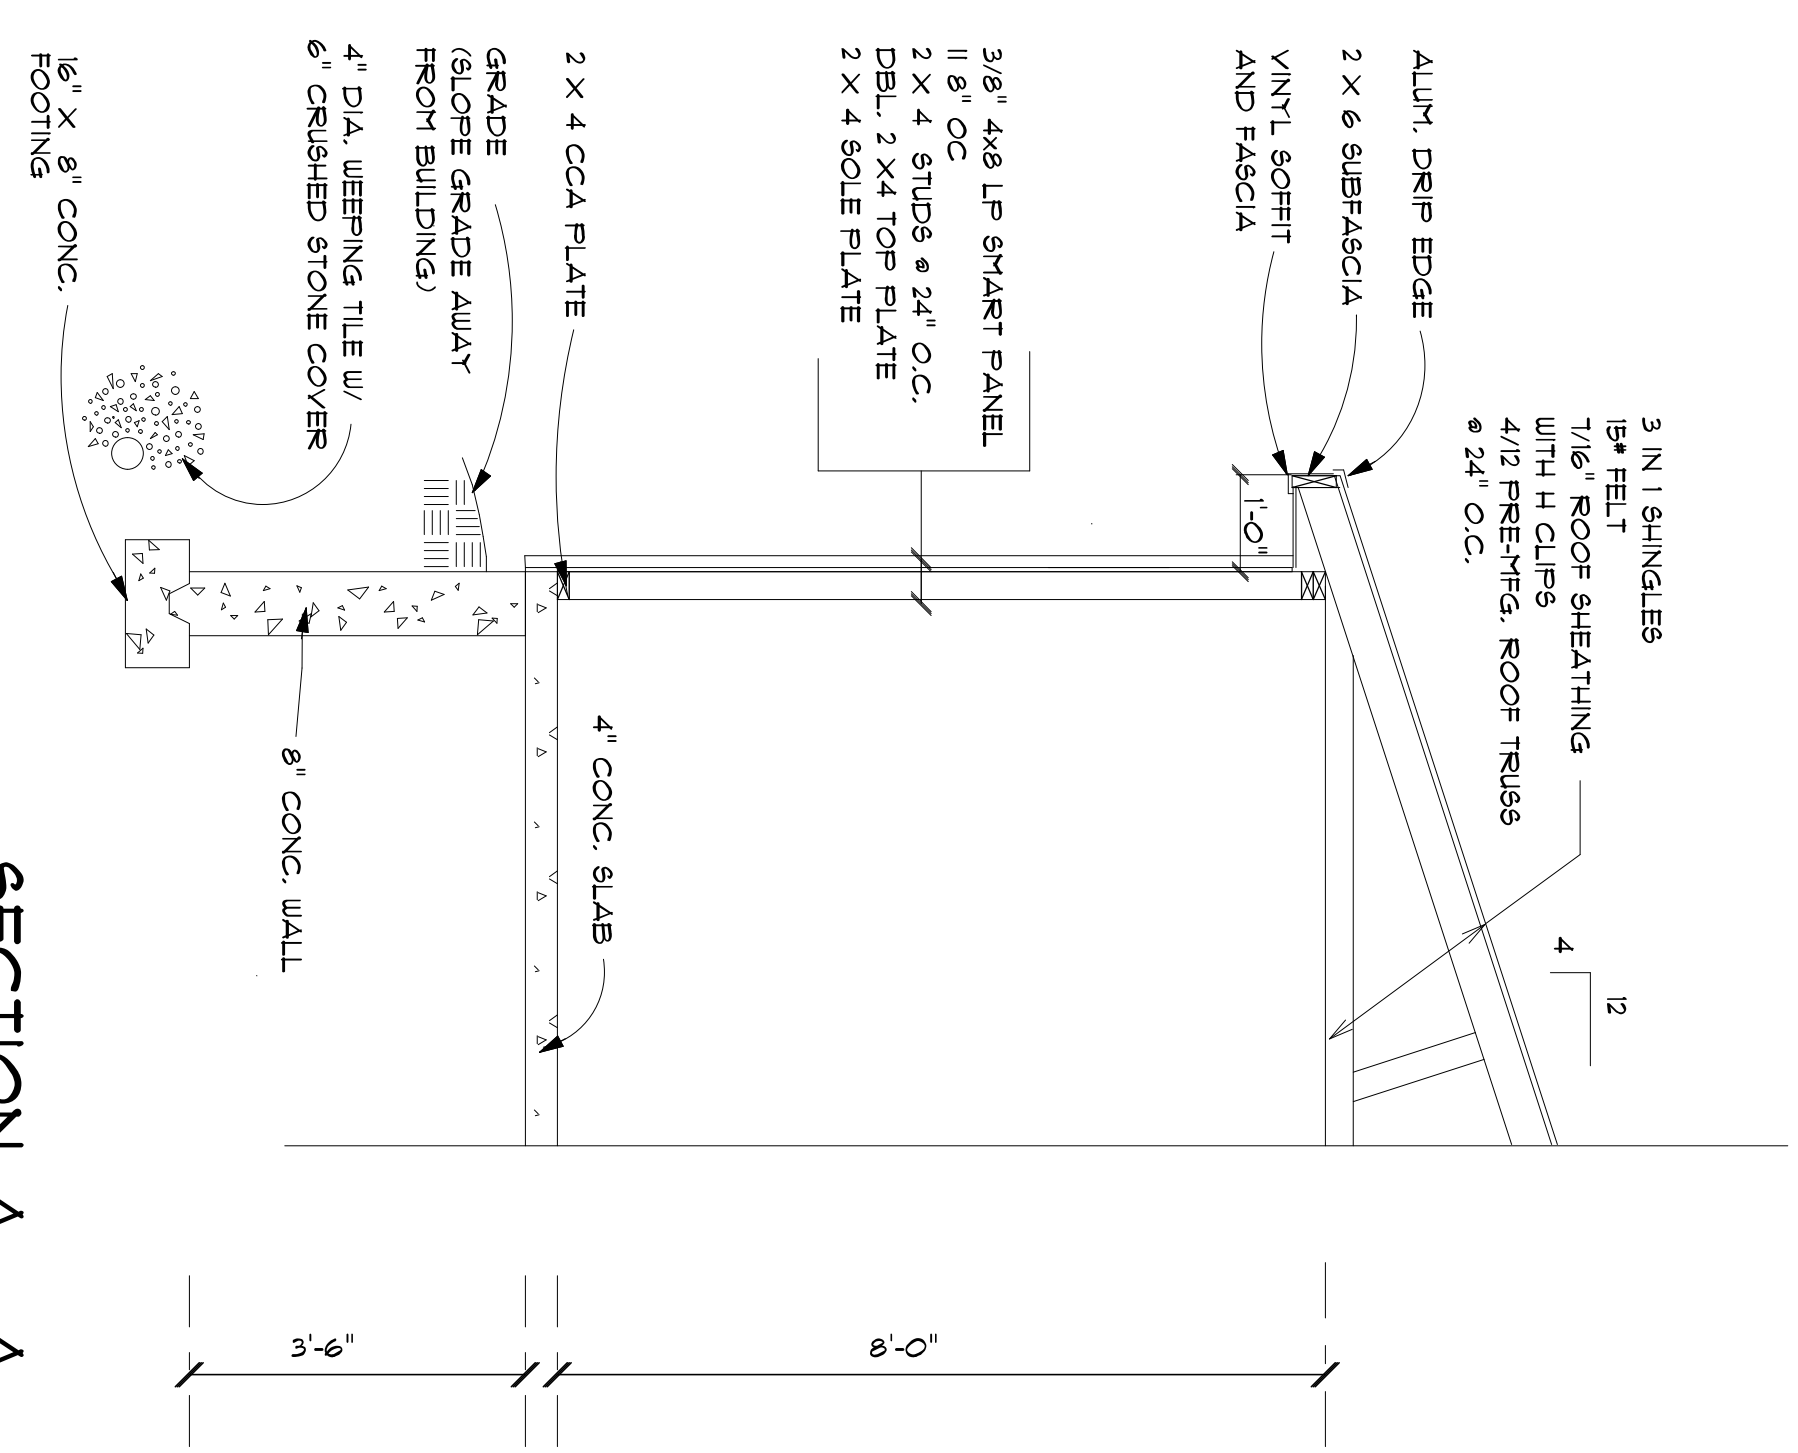 3 IN 1 SHINGLES
15# FELT
7/16" ROOF SHEATHING
WITH H CLIPS
4/12 PRE-MFG. ROOF TRUSS
@ 24" O.C.
4
12
ALUM. DRIP EDGE
2 X 6 SUBFASCIA
VINYL SOFFIT
AND FASCIA
1'-0"
3/8" 4x8 LP SMART PANEL
11 8" OC
2 X 4 STUDS @ 24" O.C.
DBL. 2 X4 TOP PLATE
2 X 4 SOLE PLATE
8'-0"
2 X 4 CCA PLATE
4" CONC. SLAB
GRADE
(SLOPE GRADE AWAY
FROM BUILDING)
4" DIA. WEEPING TILE W/
6" CRUSHED STONE COVER
8" CONC. WALL
3'-6"
16" X 8" CONC.
FOOTING
SECTION A A